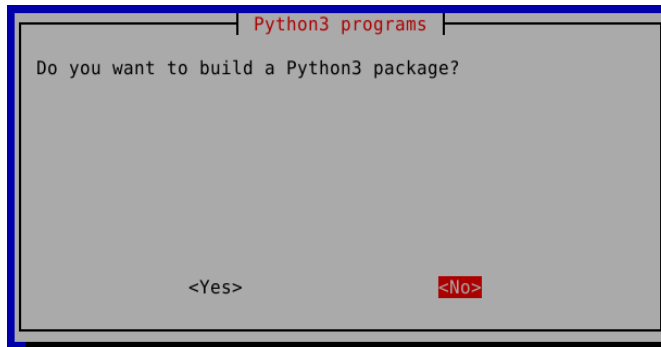 Python3 programs
Do you want to build a Python3 package?
<Yes> <No>